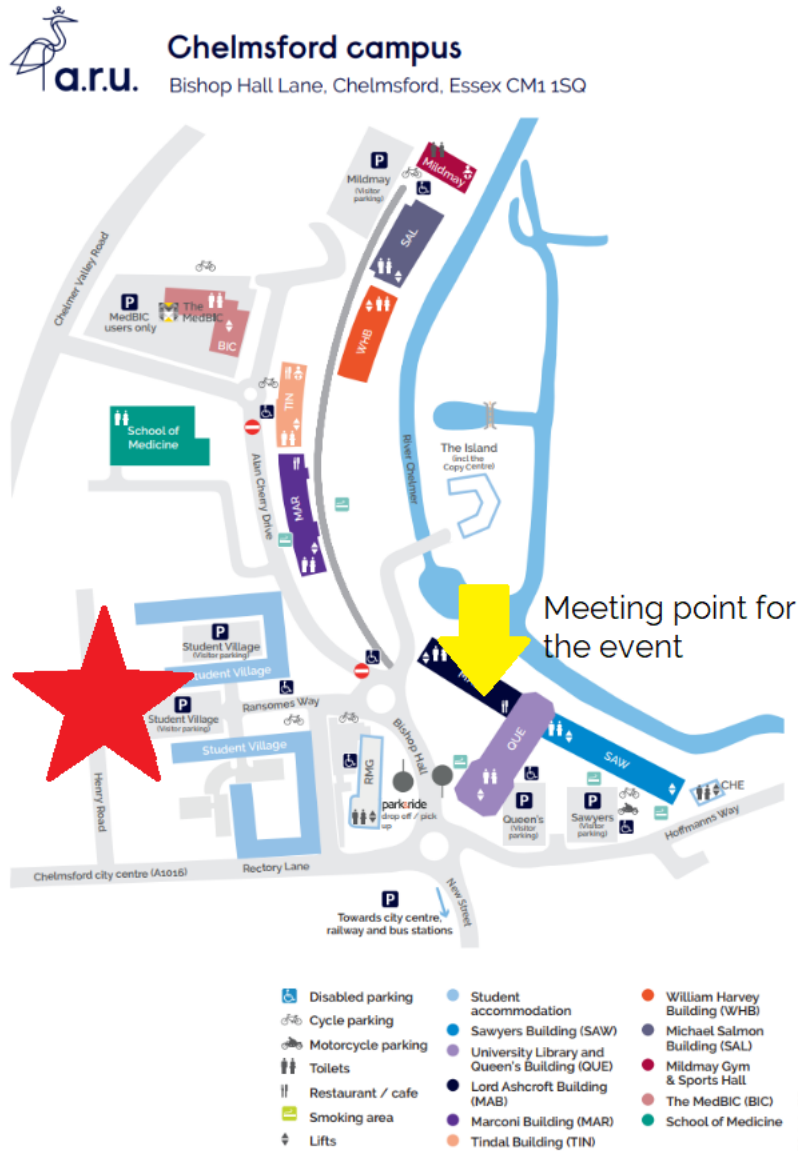 a.r.u.
Chelmsford campus
Bishop Hall Lane, Chelmsford, Essex CM1 1SQ
P
Mildmay
(Visitor
parking)
Mildmay
SAL
Chelmer Valley Road
P
MedBIC
users only
The
MedBIC
BIC
WHB
TIN
School of
Medicine
Alan Cherry Drive
MAR
River Chelmer
The Island
(incl the
Copy Centre)
Meeting point for
the event
P
Student Village
(Visitor parking)
Student Village
P
Student Village
(Visitor parking)
Ransomes Way
Student Village
Henry Road
Bishop Hall
RMG
park&ride
drop off / pick
up
QUE
SAW
P
Queen's
(Visitor
parking)
P
Sawyers
(Visitor
parking)
CHE
Hoffmanns Way
Chelmsford city centre (A1016)
Rectory Lane
New Street
P
Towards city centre,
railway and bus stations
Disabled parking
Cycle parking
Motorcycle parking
Toilets
Restaurant / cafe
Smoking area
Lifts
Student
accommodation
Sawyers Building (SAW)
University Library and
Queen's Building (QUE)
Lord Ashcroft Building
(MAB)
Marconi Building (MAR)
Tindal Building (TIN)
William Harvey
Building (WHB)
Michael Salmon
Building (SAL)
Mildmay Gym
& Sports Hall
The MedBIC (BIC)
School of Medicine